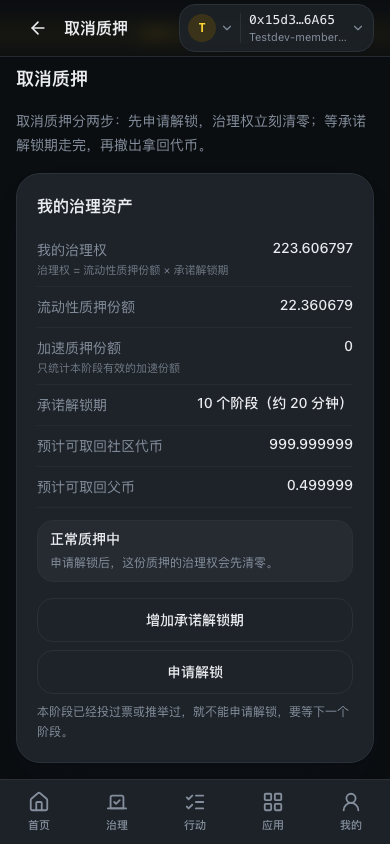 取消质押
T
0x15d3…6A65
Testdev-member…
取消质押
取消质押分两步：先申请解锁，治理权立刻清零；等承诺
解锁期走完，再撤出拿回代币。
我的治理资产
我的治理权
223.606797
治理权 = 流动性质押份额 × 承诺解锁期
流动性质押份额
22.360679
加速质押份额
0
只统计本阶段有效的加速份额
承诺解锁期
10 个阶段（约 20 分钟）
预计可取回社区代币
999.999999
预计可取回父币
0.499999
正常质押中
申请解锁后，这份质押的治理权会先清零。
增加承诺解锁期
申请解锁
本阶段已经投过票或推举过，就不能申请解锁，要等下一个
阶段。
首页
治理
行动
应用
我的